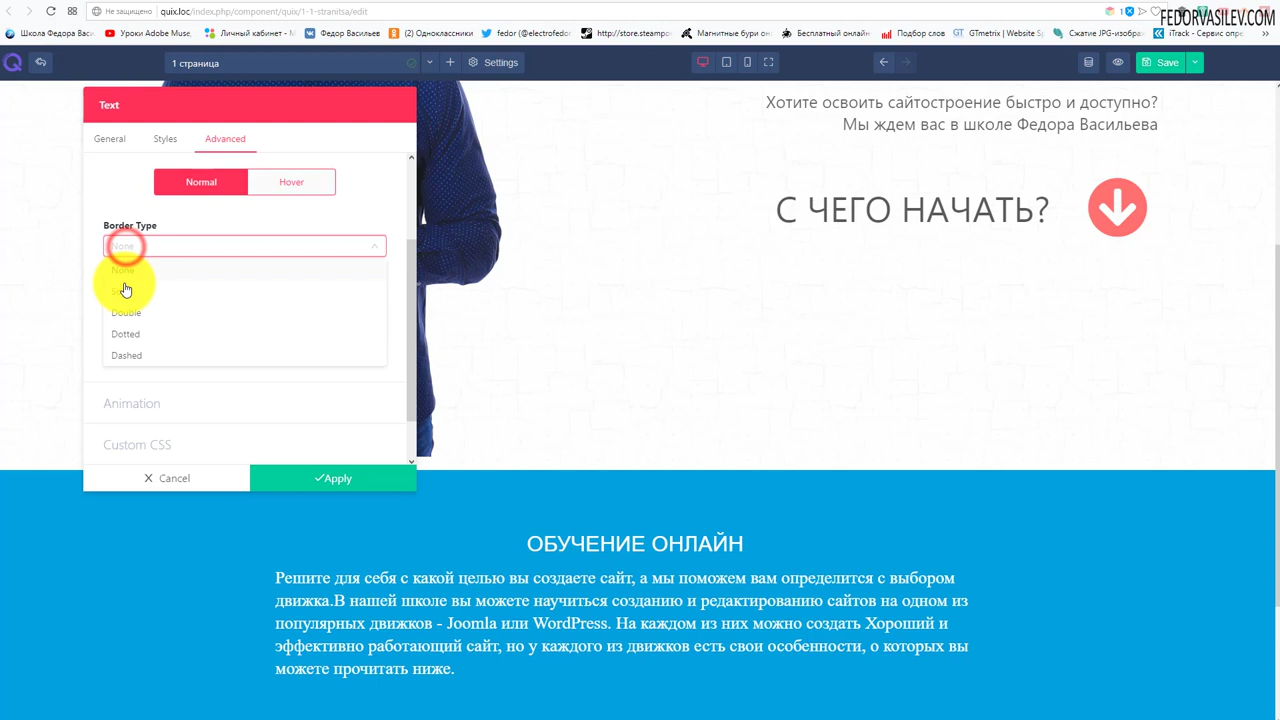 Не защищено | quix.loc/index.php/component/quix/1-1-stranitsa/edit
1
FEDORVASILEV.COM
Школа Федора Васи
Уроки Adobe Muse,
Личный кабинет - M
Федор Васильев
(2) Одноклассники
fedor (@electrofedor
http://store.steampo
Магнитные бури он
Бесплатный онлайн
Подбор слов
GTmetrix | Website Sp
Сжатие JPG-изображ
iTrack - Сервис опре
1 страница
Settings
Save
Text
General
Styles
Advanced
Normal
Hover
Border Type
None
None
Double
Dotted
Dashed
Animation
Custom CSS
Cancel
Apply
Хотите освоить сайтостроение быстро и доступно?
Мы ждем вас в школе Федора Васильева
С ЧЕГО НАЧАТЬ?
ОБУЧЕНИЕ ОНЛАЙН
Решите для себя с какой целью вы создаете сайт, а мы поможем вам определится с выбором
движка.В нашей школе вы можете научиться созданию и редактированию сайтов на одном из
популярных движков - Joomla или WordPress. На каждом из них можно создать Хороший и
эффективно работающий сайт, но у каждого из движков есть свои особенности, о которых вы
можете прочитать ниже.